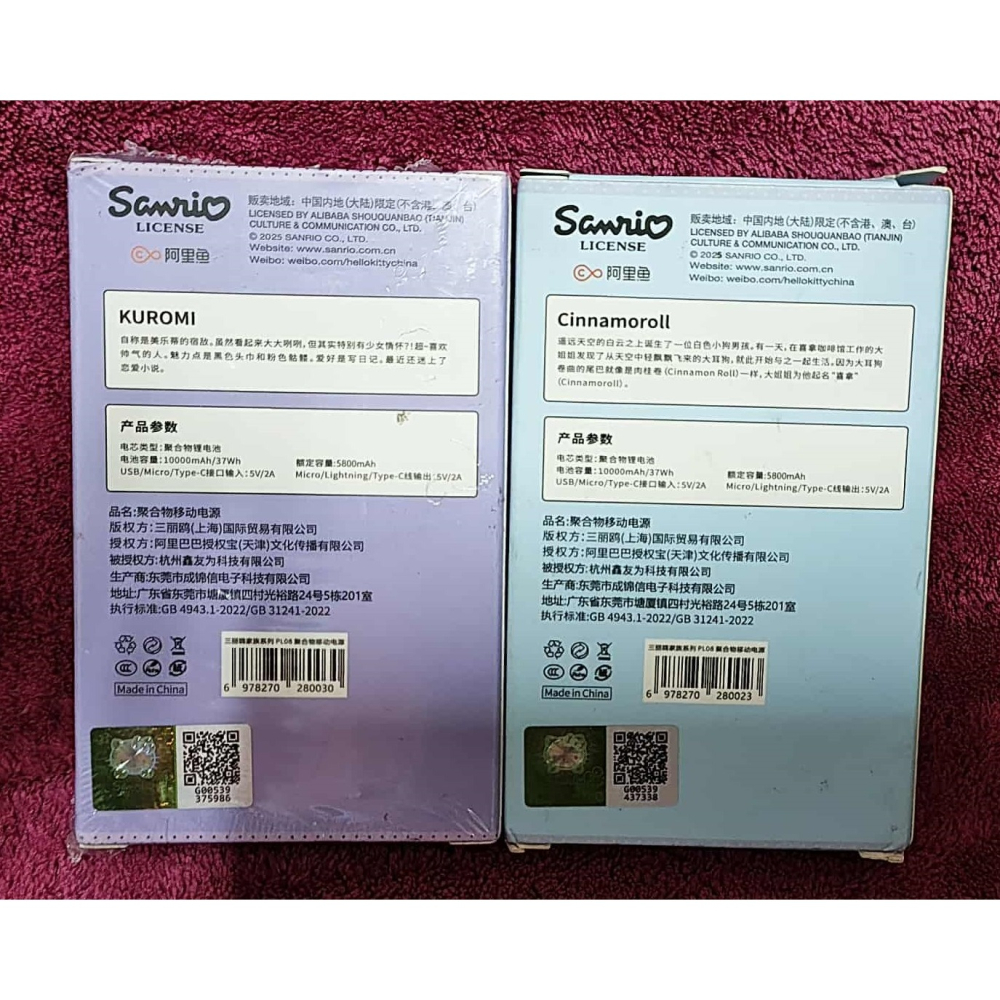 Sanrio
LICENSE
阿里鱼
贩卖地域：中国内地(大陆)限定(不含港、澳、台)
LICENSED BY ALIBABA SHOUQUANBAO (TIANJIN)
CULTURE & COMMUNICATION CO., LTD.
© 2025 SANRIO CO., LTD.
Website: www.sanrio.com.cn
Weibo: weibo.com/hellokittychina
KUROMI
自称是美乐蒂的宿敌。虽然看起来大大咧咧，但其实特别有少女情怀?!超~喜欢
帅气的人。魅力点是黑色头巾和粉色骷髅。爱好是写日记。最近还迷上了
恋爱小说。
产品参数
电芯类型：聚合物锂电池
电池容量：10000mAh/37Wh 额定容量:5800mAh
USB/Micro/Type-C接口输入：5V/2A Micro/Lightning/Type-C线输出:5V/2A
品名:聚合物移动电源
版权方:三丽鸥(上海)国际贸易有限公司
授权方:阿里巴巴授权宝(天津)文化传播有限公司
被授权方:杭州鑫友为科技有限公司
生产商:东莞市成锦信电子科技有限公司
地址:广东省东莞市塘厦镇四村光裕路24号5栋201室
执行标准:GB 4943.1-2022/GB 31241-2022
三丽鸥家族系列 PL08 聚合物移动电源
6 978270 280030
Made in China
G00539
375986
Sanrio
LICENSE
阿里鱼
贩卖地域：中国内地(大陆)限定(不含港、澳、台)
LICENSED BY ALIBABA SHOUQUANBAO (TIANJIN)
CULTURE & COMMUNICATION CO., LTD.
© 2025 SANRIO CO., LTD.
Website: www.sanrio.com.cn
Weibo: weibo.com/hellokittychina
Cinnamoroll
遥远天空的白云之上诞生了一位白色小狗男孩。有一天，在喜拿咖啡馆工作的大
姐姐发现了从天空中轻飘飘飞来的大耳狗，就此开始与之一起生活。因为大耳狗
卷曲的尾巴就像是肉桂卷(Cinnamon Roll)一样，大姐姐为他起名“喜拿”
(Cinnamoroll)。
产品参数
电芯类型：聚合物锂电池
电池容量：10000mAh/37Wh 额定容量:5800mAh
USB/Micro/Type-C接口输入：5V/2A Micro/Lightning/Type-C线输出:5V/2A
品名:聚合物移动电源
版权方:三丽鸥(上海)国际贸易有限公司
授权方:阿里巴巴授权宝(天津)文化传播有限公司
被授权方:杭州鑫友为科技有限公司
生产商:东莞市成锦信电子科技有限公司
地址:广东省东莞市塘厦镇四村光裕路24号5栋201室
执行标准:GB 4943.1-2022/GB 31241-2022
三丽鸥家族系列 PL08 聚合物移动电源
6 978270 280023
Made in China
G00539
437338